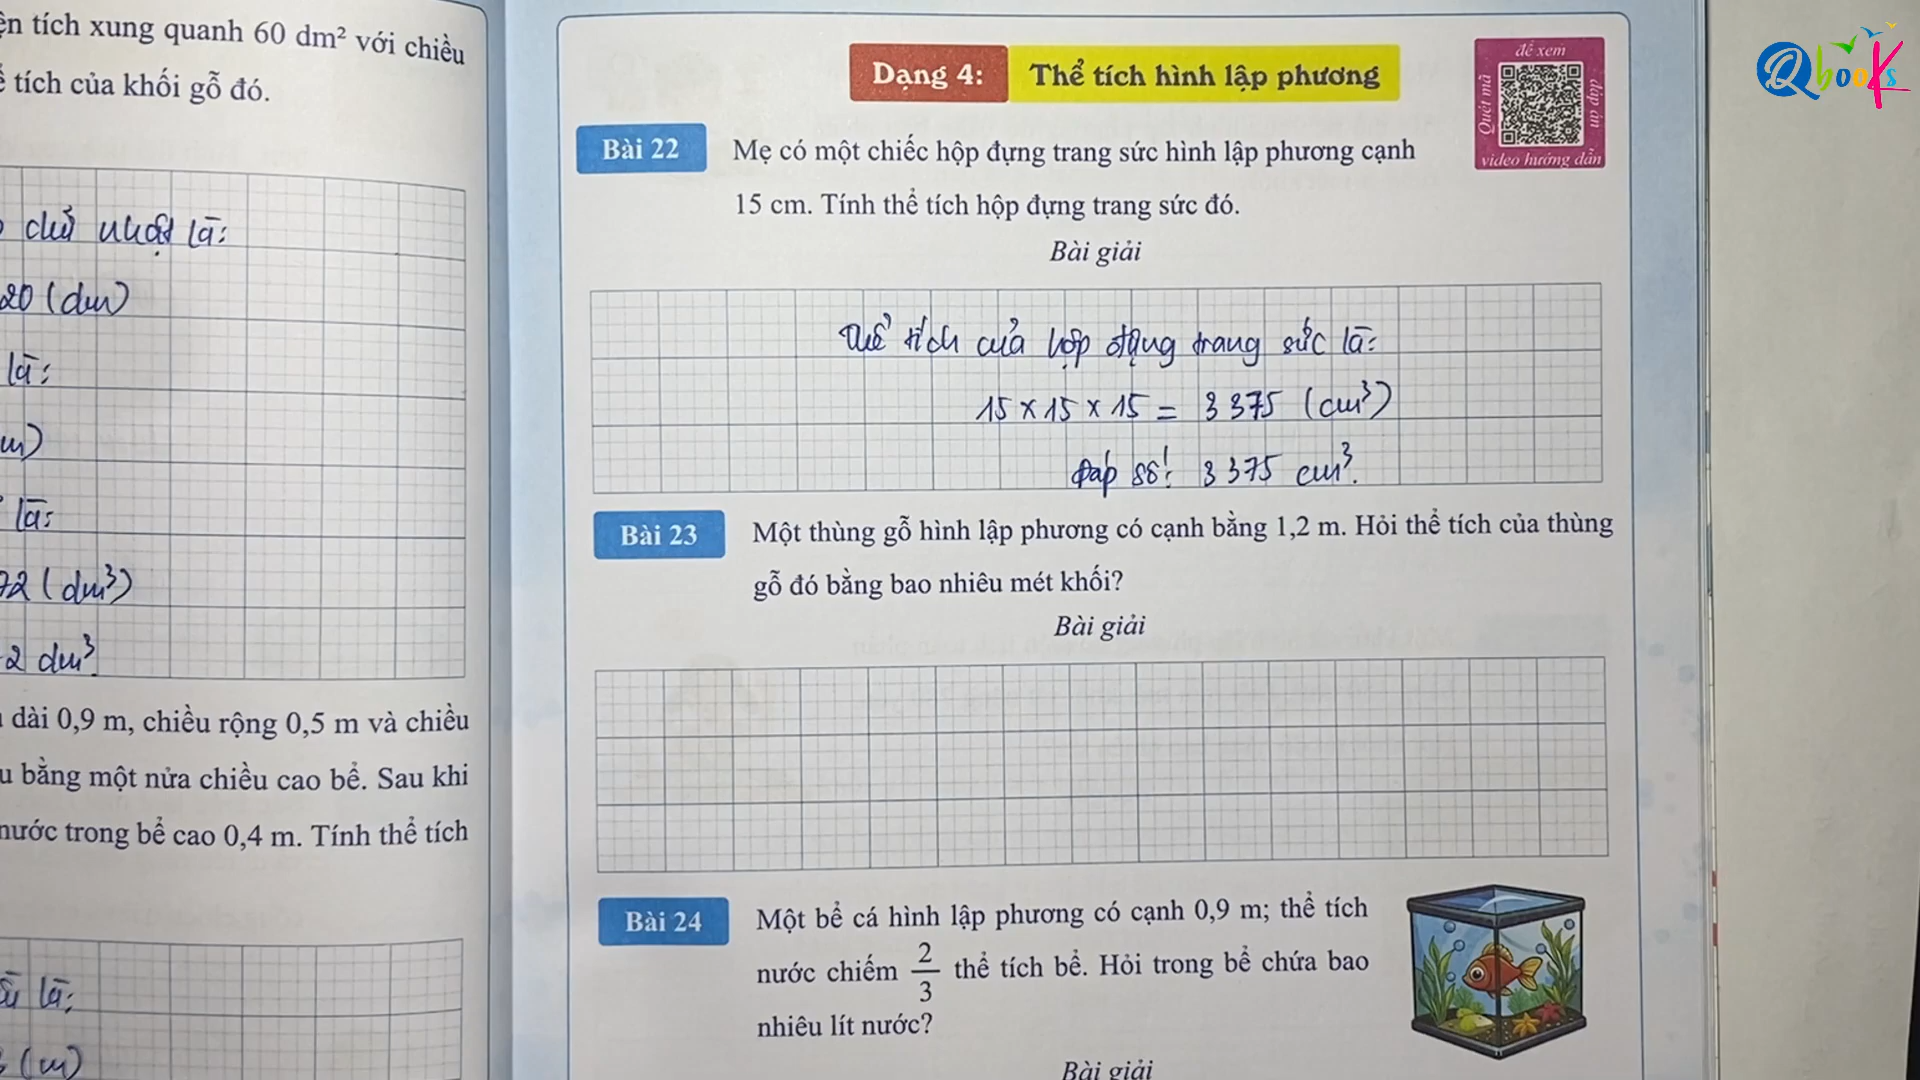 ện tích xung quanh 60 dm² với chiều
ể tích của khối gỗ đó.
chữ nhật là:
20 (dm)
là:
m)
là:
72 (dm³)
2 dm³.
dài 0,9 m, chiều rộng 0,5 m và chiều
u bằng một nửa chiều cao bể. Sau khi
nước trong bể cao 0,4 m. Tính thể tích
là:
(m)
Dạng 4: Thể tích hình lập phương
Quét mã
để xem
đáp án
video hướng dẫn
Qbooks
Bài 22 Mẹ có một chiếc hộp đựng trang sức hình lập phương cạnh
15 cm. Tính thể tích hộp đựng trang sức đó.
Bài giải
Thể tích của hộp đựng trang sức là:
15 × 15 × 15 = 3 375 (cm³)
Đáp số: 3 375 cm³.
Bài 23 Một thùng gỗ hình lập phương có cạnh bằng 1,2 m. Hỏi thể tích của thùng
gỗ đó bằng bao nhiêu mét khối?
Bài giải
Bài 24 Một bể cá hình lập phương có cạnh 0,9 m; thể tích
nước chiếm 2/3 thể tích bể. Hỏi trong bể chứa bao
nhiêu lít nước?
Bài giải